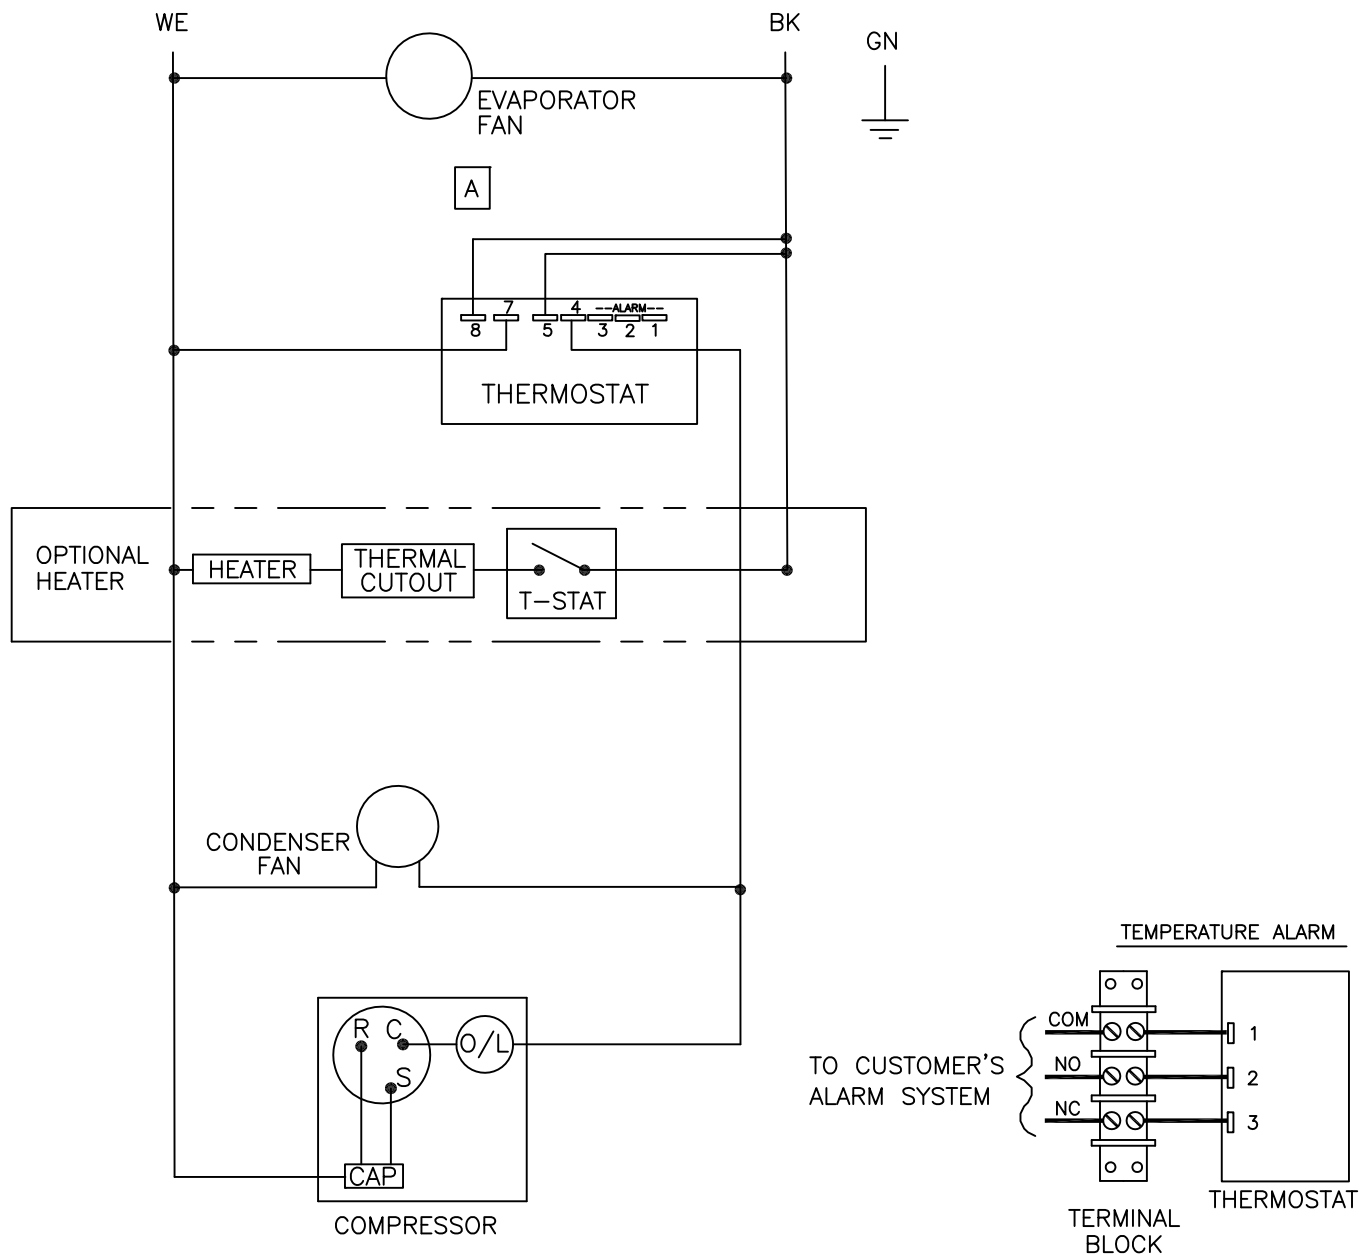 WE
BK
GN
EVAPORATOR
FAN
A
7
4
--ALARM--
8
5
3
2
1
THERMOSTAT
OPTIONAL
HEATER
HEATER
THERMAL
CUTOUT
T-STAT
CONDENSER
FAN
R
C
O/L
S
CAP
COMPRESSOR
TEMPERATURE ALARM
TO CUSTOMER'S
ALARM SYSTEM
COM
NO
NC
1
2
3
THERMOSTAT
TERMINAL
BLOCK